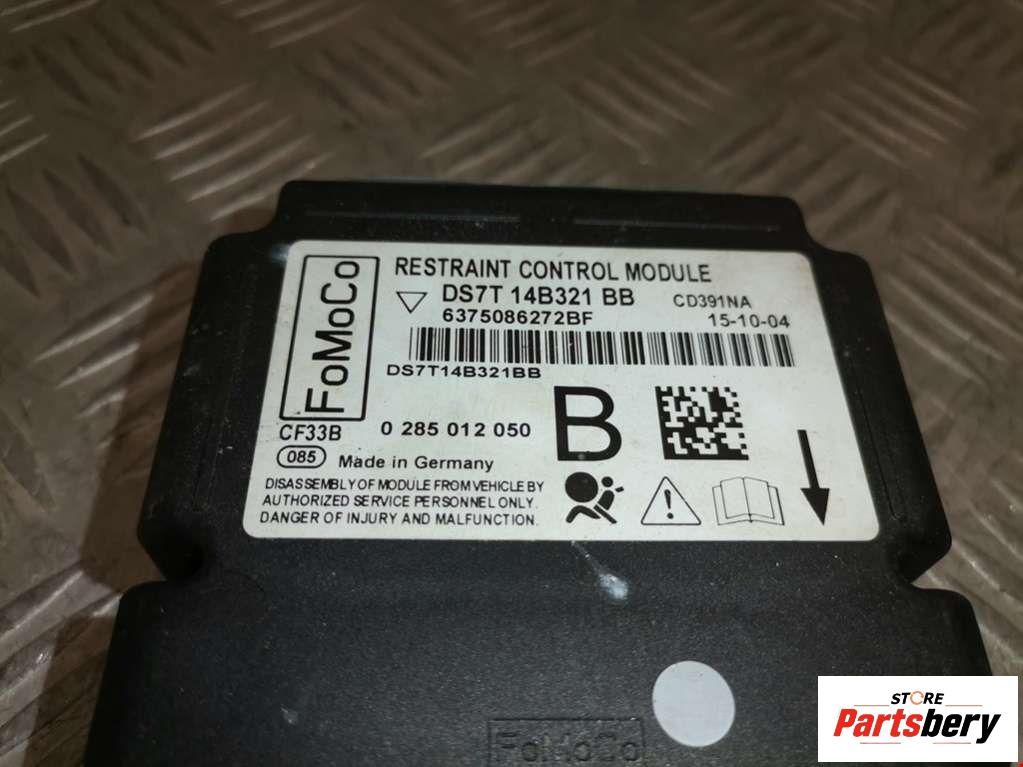 FoMoCo
RESTRAINT CONTROL MODULE
DS7T 14B321 BB CD391NA
6375086272BF 15-10-04
DS7T14B321BB
CF33B 0 285 012 050 B
085 Made in Germany
DISASSEMBLY OF MODULE FROM VEHICLE BY
AUTHORIZED SERVICE PERSONNEL ONLY.
DANGER OF INJURY AND MALFUNCTION.
FoMoCo
STORE
Partsbery